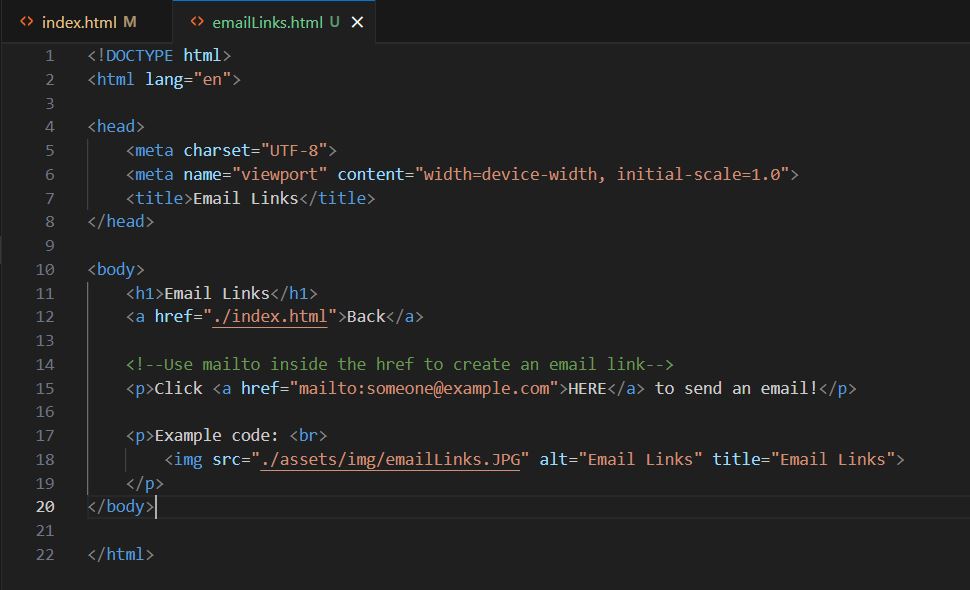 index.html M
emailLinks.html U
1 <!DOCTYPE html>
2 <html lang="en">
3
4 <head>
5     <meta charset="UTF-8">
6     <meta name="viewport" content="width=device-width, initial-scale=1.0">
7     <title>Email Links</title>
8 </head>
9
10 <body>
11     <h1>Email Links</h1>
12     <a href="./index.html">Back</a>
13
14     <!--Use mailto inside the href to create an email link-->
15     <p>Click <a href="mailto:someone@example.com">HERE</a> to send an email!</p>
16
17     <p>Example code: <br>
18         <img src="./assets/img/emailLinks.JPG" alt="Email Links" title="Email Links">
19     </p>
20 </body>
21
22 </html>